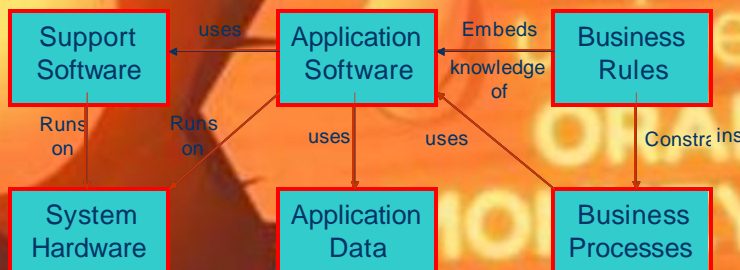 Support
Software
uses
Application
Software
Embeds
knowledge
of
Business
Rules
Runs
on
Runs
on
uses
uses
Constrains
System
Hardware
Application
Data
Business
Processes